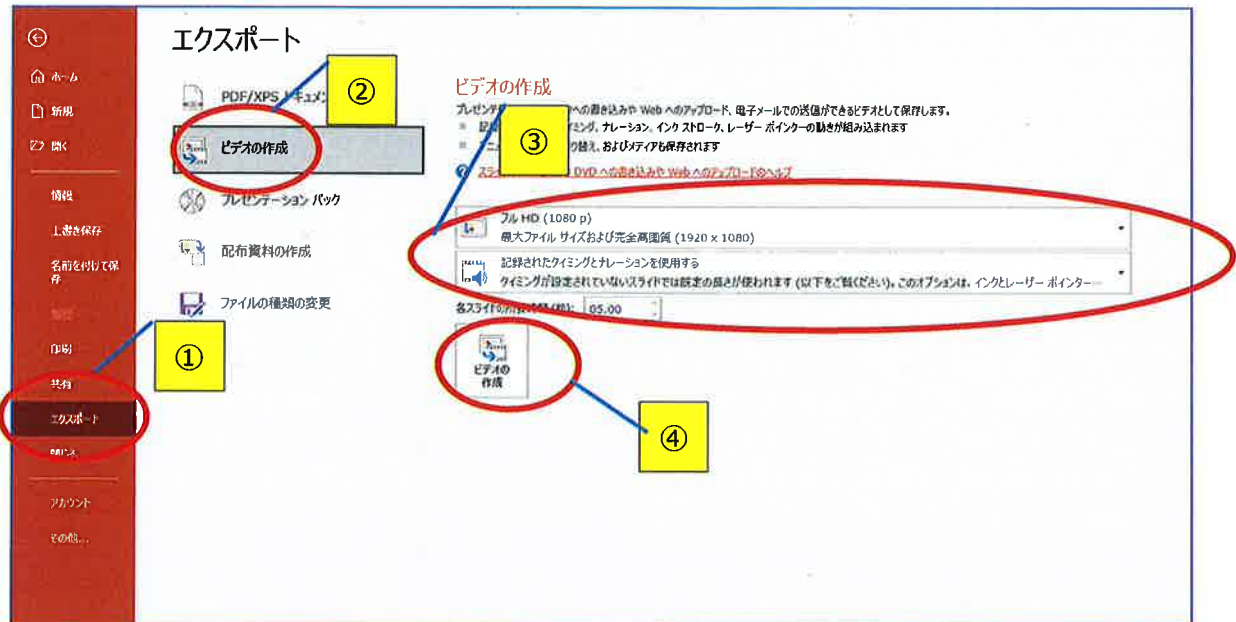 エクスポート
ホーム
新規
開く
情報
上書き保存
名前を付けて保
存
印刷
共有
エクスポート
閉じる
アカウント
その他...
①
②
PDF/XPS ドキュメ
ビデオの作成
プレゼンテーション パック
配布資料の作成
ファイルの種類の変更
ビデオの作成
プレゼンテ への書き込みや Web へのアップロード、電子メールでの送信ができるビデオとして保存します。
ミング、ナレーション、インク ストローク、レーザー ポインターの動きが組み込まれます
り替え、およびメディアも保存されます
③
スライ DVD への書き込みや Web へのアップロードのヘルプ
フル HD (1080 p)
最大ファイル サイズおよび完全高画質 (1920 x 1080)
記録されたタイミングとナレーションを使用する
タイミングが設定されていないスライドでは既定の長さが使われます (以下をご覧ください)。このオプションは、インクとレーザー ポインター…
各スライドの 05.00
ビデオの
作成
④